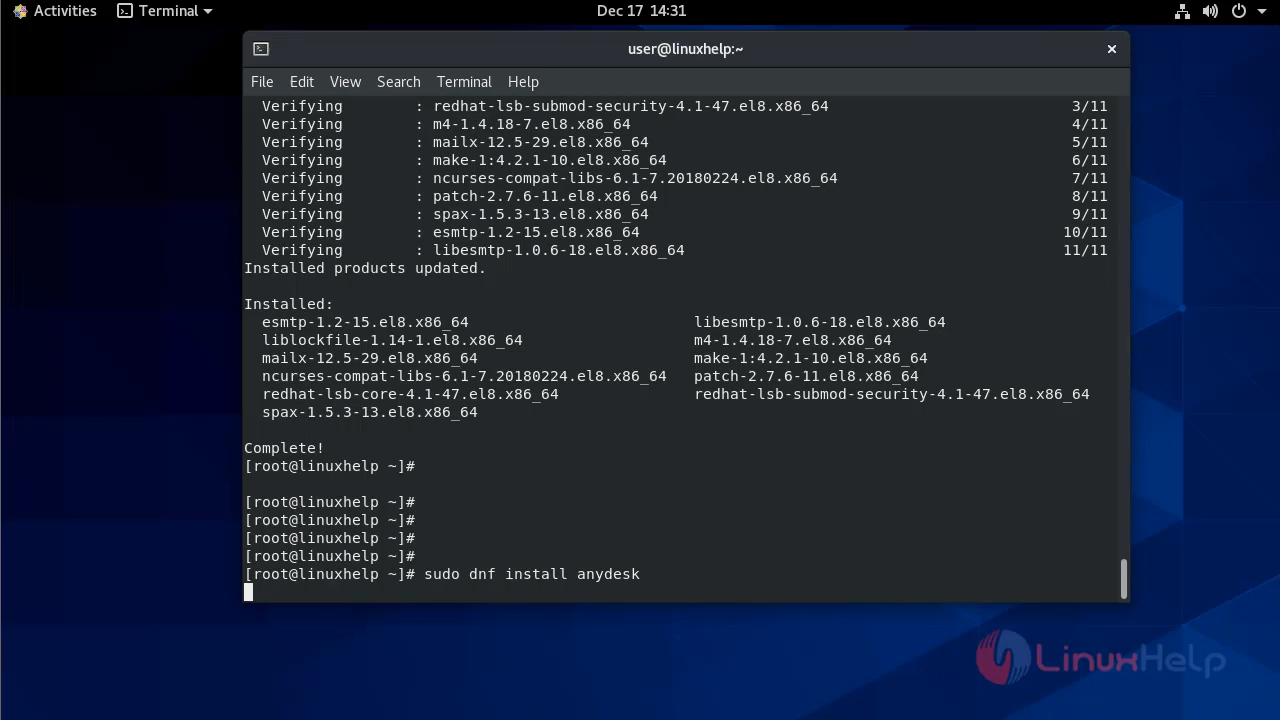 Activities Terminal Dec 17 14:31
user@linuxhelp:~ ×
File Edit View Search Terminal Help
Verifying : redhat-lsb-submod-security-4.1-47.el8.x86_64 3/11
Verifying : m4-1.4.18-7.el8.x86_64 4/11
Verifying : mailx-12.5-29.el8.x86_64 5/11
Verifying : make-1:4.2.1-10.el8.x86_64 6/11
Verifying : ncurses-compat-libs-6.1-7.20180224.el8.x86_64 7/11
Verifying : patch-2.7.6-11.el8.x86_64 8/11
Verifying : spax-1.5.3-13.el8.x86_64 9/11
Verifying : esmtp-1.2-15.el8.x86_64 10/11
Verifying : libesmtp-1.0.6-18.el8.x86_64 11/11
Installed products updated.
Installed:
esmtp-1.2-15.el8.x86_64 libesmtp-1.0.6-18.el8.x86_64
liblockfile-1.14-1.el8.x86_64 m4-1.4.18-7.el8.x86_64
mailx-12.5-29.el8.x86_64 make-1:4.2.1-10.el8.x86_64
ncurses-compat-libs-6.1-7.20180224.el8.x86_64 patch-2.7.6-11.el8.x86_64
redhat-lsb-core-4.1-47.el8.x86_64 redhat-lsb-submod-security-4.1-47.el8.x86_64
spax-1.5.3-13.el8.x86_64
Complete!
[root@linuxhelp ~]#
[root@linuxhelp ~]#
[root@linuxhelp ~]#
[root@linuxhelp ~]#
[root@linuxhelp ~]#
[root@linuxhelp ~]# sudo dnf install anydesk
LinuxHelp